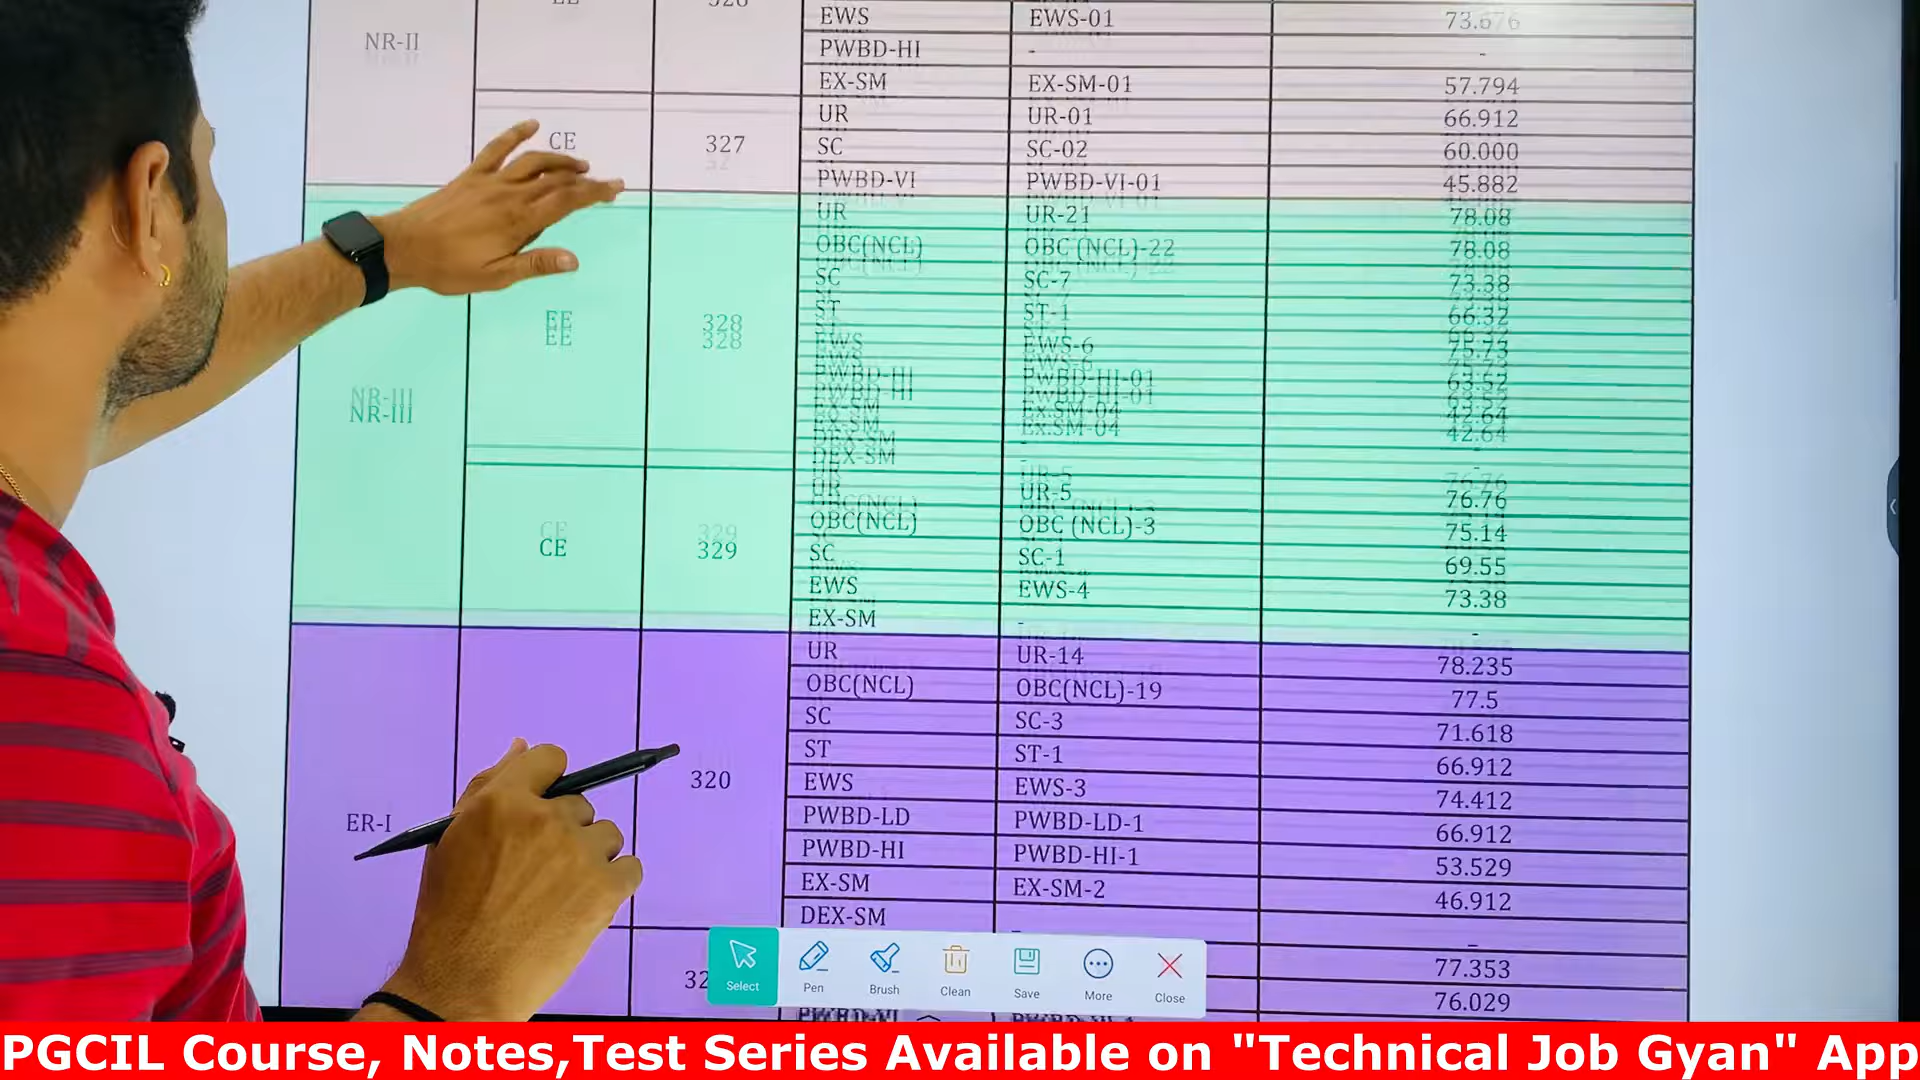 EWS EWS-01 73.676
NR-II
PWBD-HI - -
EX-SM EX-SM-01 57.794
UR UR-01 66.912
CE 327 SC SC-02 60.000
PWBD-VI PWBD-VI-01 45.882
UR UR-21 78.08
OBC(NCL) OBC (NCL)-22 78.08
SC SC-7 73.38
ST ST-1 66.32
EE 328
EWS EWS-6 75.73
PWBD-HI PWBD-HI-01 63.52
NR-III
EX-SM Ex.SM-04 42.64
DEX-SM - -
UR UR-5 76.76
OBC(NCL) OBC (NCL)-3 75.14
CE 329
SC SC-1 69.55
EWS EWS-4 73.38
EX-SM - -
UR UR-14 78.235
OBC(NCL) OBC(NCL)-19 77.5
SC SC-3 71.618
ST ST-1 66.912
320
EWS EWS-3 74.412
ER-I
PWBD-LD PWBD-LD-1 66.912
PWBD-HI PWBD-HI-1 53.529
EX-SM EX-SM-2 46.912
DEX-SM - -
77.353
76.029
Select Pen Brush Clean Save More Close
PGCIL Course, Notes,Test Series Available on "Technical Job Gyan" App